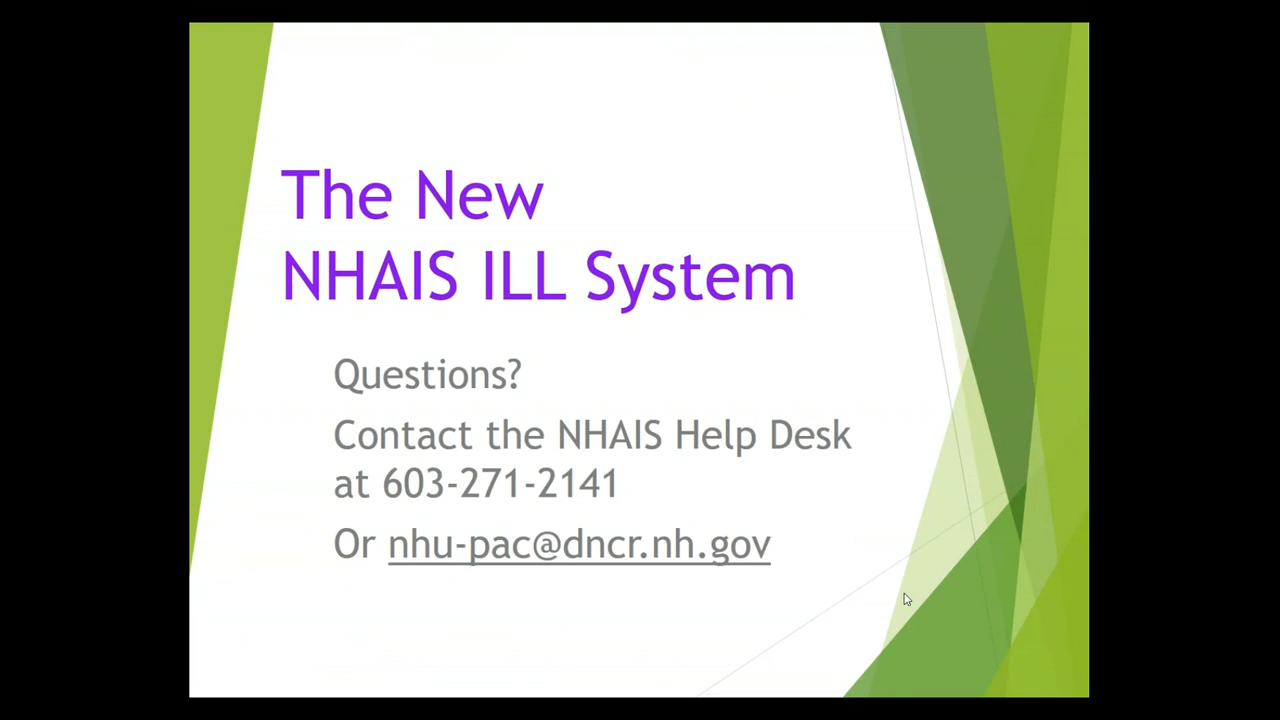 The New
NHAIS ILL System
Questions?
Contact the NHAIS Help Desk
at 603-271-2141
Or nhu-pac@dncr.nh.gov